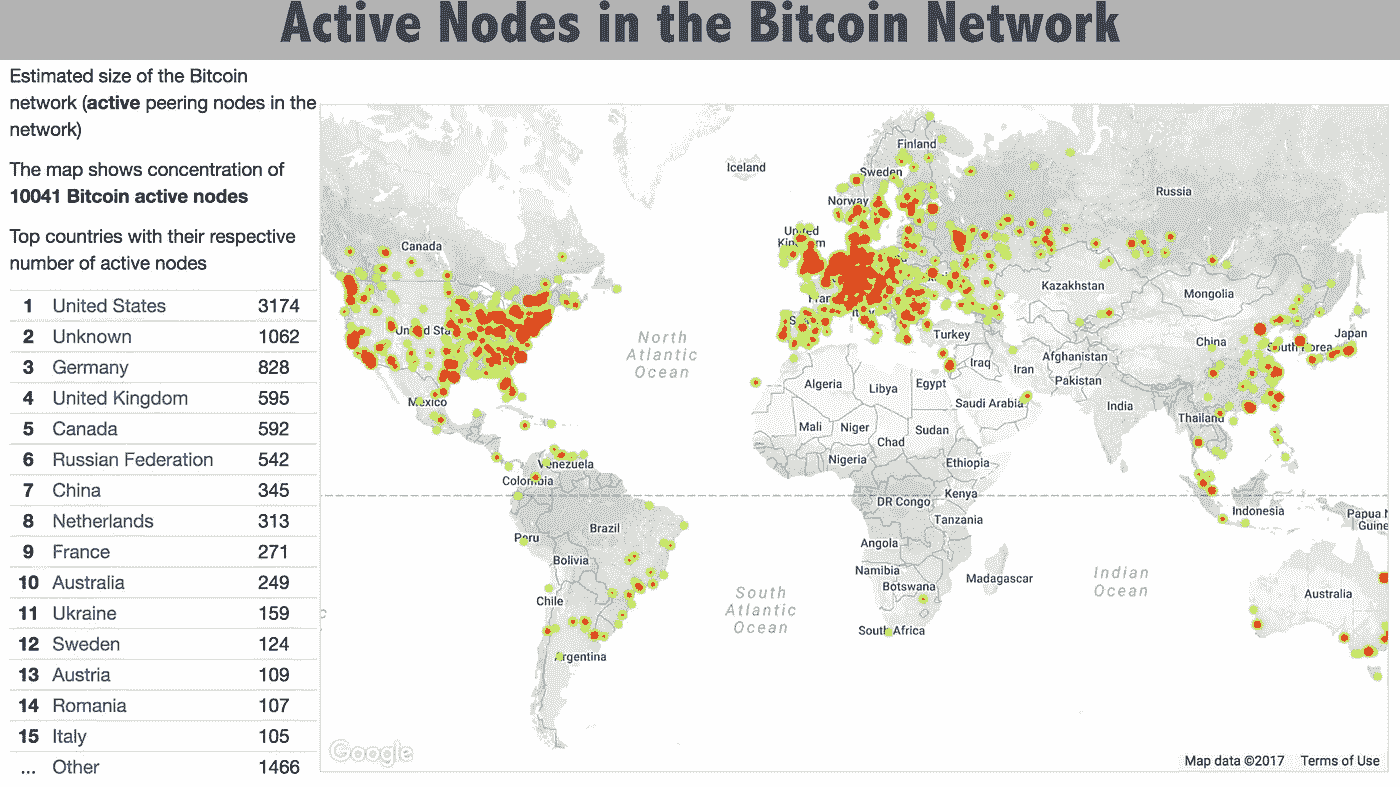 Active Nodes in the Bitcoin Network
Estimated size of the Bitcoin
network (active peering nodes in the
network)
The map shows concentration of
10041 Bitcoin active nodes
Top countries with their respective
number of active nodes
1 United States 3174
2 Unknown 1062
3 Germany 828
4 United Kingdom 595
5 Canada 592
6 Russian Federation 542
7 China 345
8 Netherlands 313
9 France 271
10 Australia 249
11 Ukraine 159
12 Sweden 124
13 Austria 109
14 Romania 107
15 Italy 105
... Other 1466
Iceland
Finland
Sweden
Norway
Russia
United
Kingdom
Canada
Kazakhstan
Mongolia
United Sta
North
Atlantic
Ocean
Turkey
China
South Korea
Japan
Iraq
Iran
Afghanistan
Pakistan
Algeria
Libya
Egypt
Saudi Arabia
India
Mexico
Mali
Niger
Chad
Sudan
Thailand
Nigeria
Ethiopia
Venezuela
Colombia
DR Congo
Kenya
Indonesia
Papua N
Guine
Tanzania
Brazil
Peru
Angola
Bolivia
Namibia
Botswana
Madagascar
Indian
Ocean
Australia
Chile
South
Atlantic
Ocean
South Africa
Argentina
Google
Map data ©2017 Terms of Use